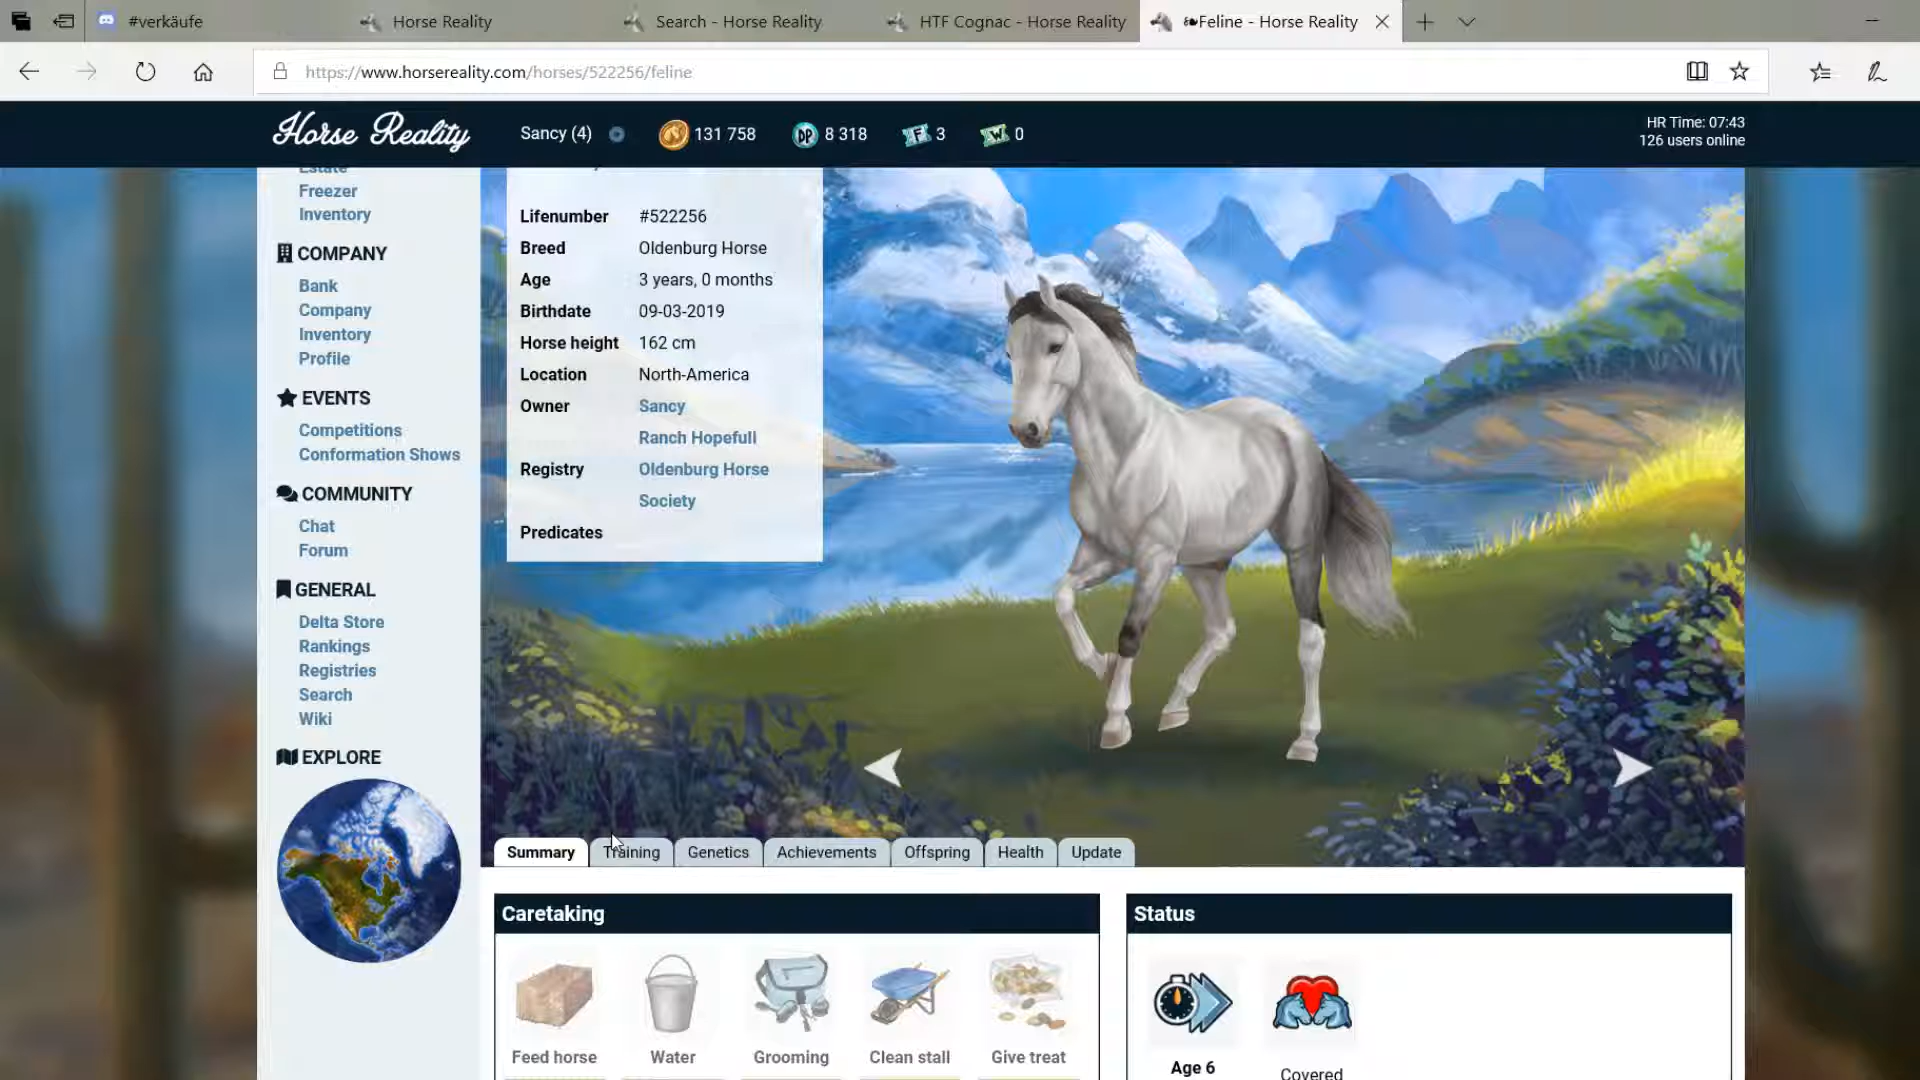 #verkäufe
Horse Reality
Search - Horse Reality
HTF Cognac - Horse Reality
❧Feline - Horse Reality
https://www.horsereality.com/horses/522256/feline
Horse Reality
Sancy (4)
131 758
DP
8 318
F
3
W
0
HR Time: 07:43
126 users online
Estate
Freezer
Inventory
COMPANY
Bank
Company
Inventory
Profile
EVENTS
Competitions
Conformation Shows
COMMUNITY
Chat
Forum
GENERAL
Delta Store
Rankings
Registries
Search
Wiki
EXPLORE
Lifenumber #522256
Breed Oldenburg Horse
Age 3 years, 0 months
Birthdate 09-03-2019
Horse height 162 cm
Location North-America
Owner Sancy
Ranch Hopefull
Registry Oldenburg Horse
Society
Predicates
Summary Training Genetics Achievements Offspring Health Update
Caretaking
Feed horse Water Grooming Clean stall Give treat
Status
Age 6
Covered